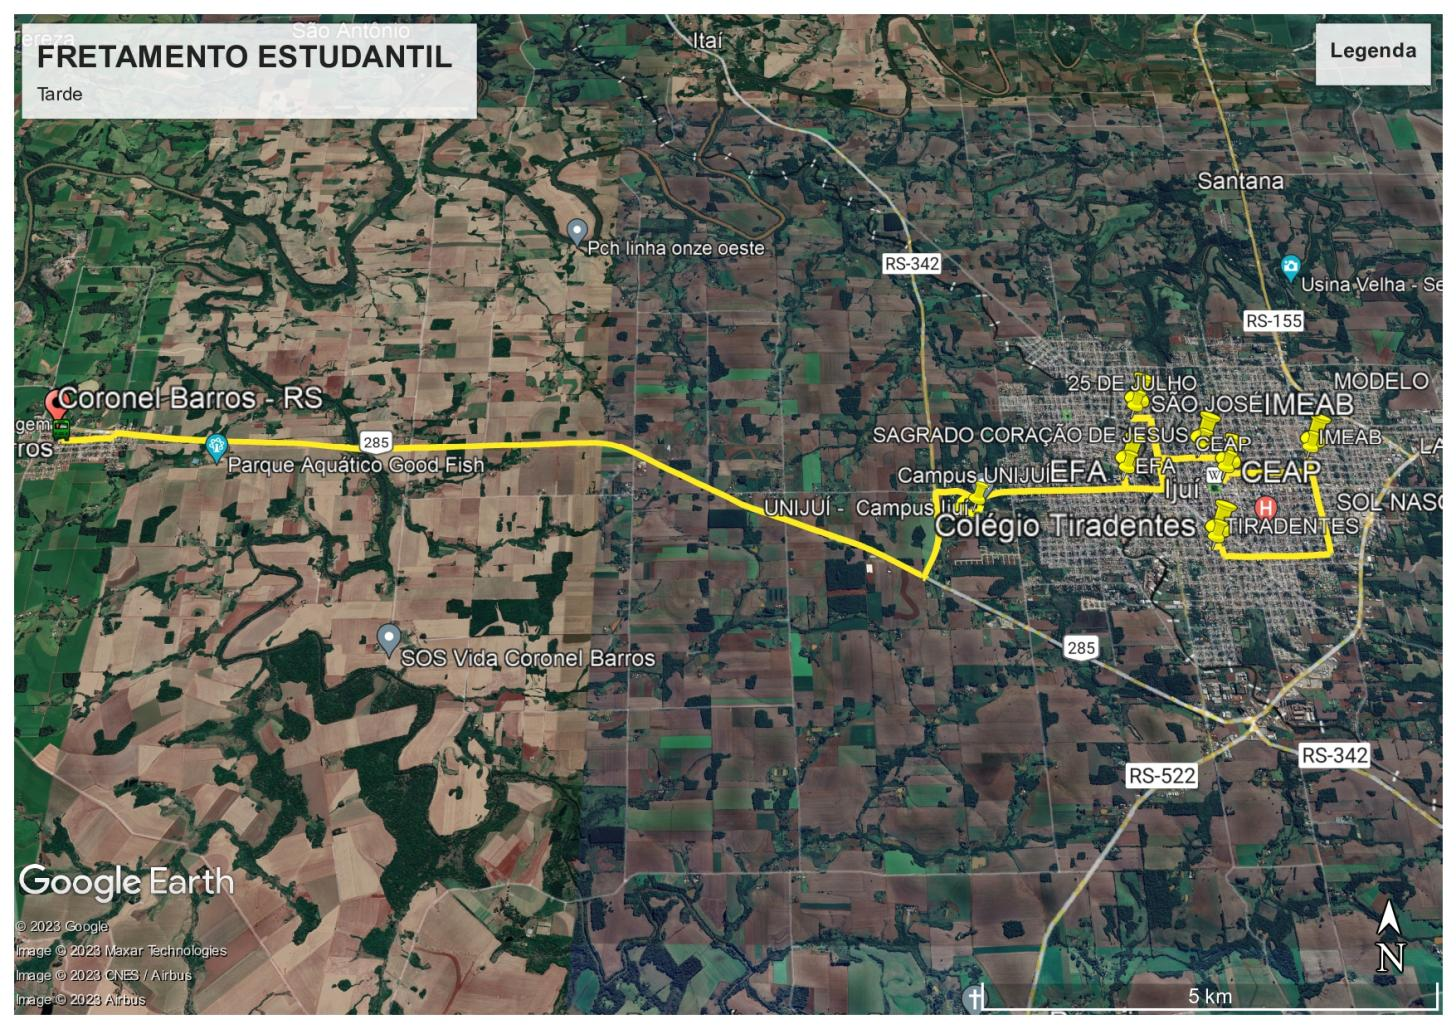 São Antônio
FRETAMENTO ESTUDANTIL
Tarde
Itaí
Legenda
Santana
Pch linha onze oeste
RS-342
Usina Velha - Se
RS-155
25 DE JULHO
MODELO
SÃO JOSE
IMEAB
Coronel Barros - RS
gem
rros
SAGRADO CORAÇÃO DE JESUS
CEAP
IMEAB
LA
285
Parque Aquático Good Fish
Campus UNIJUÍ
EFA
EFA
CEAP
Ijuí
UNIJUÍ - Campus Ijuí
SOL NASC
Colégio Tiradentes
TIRADENTES
H
W
285
SOS Vida Coronel Barros
RS-342
RS-522
Google Earth
© 2023 Google
Image © 2023 Maxar Technologies
Image © 2023 CNES / Airbus
Image © 2023 Airbus
N
5 km